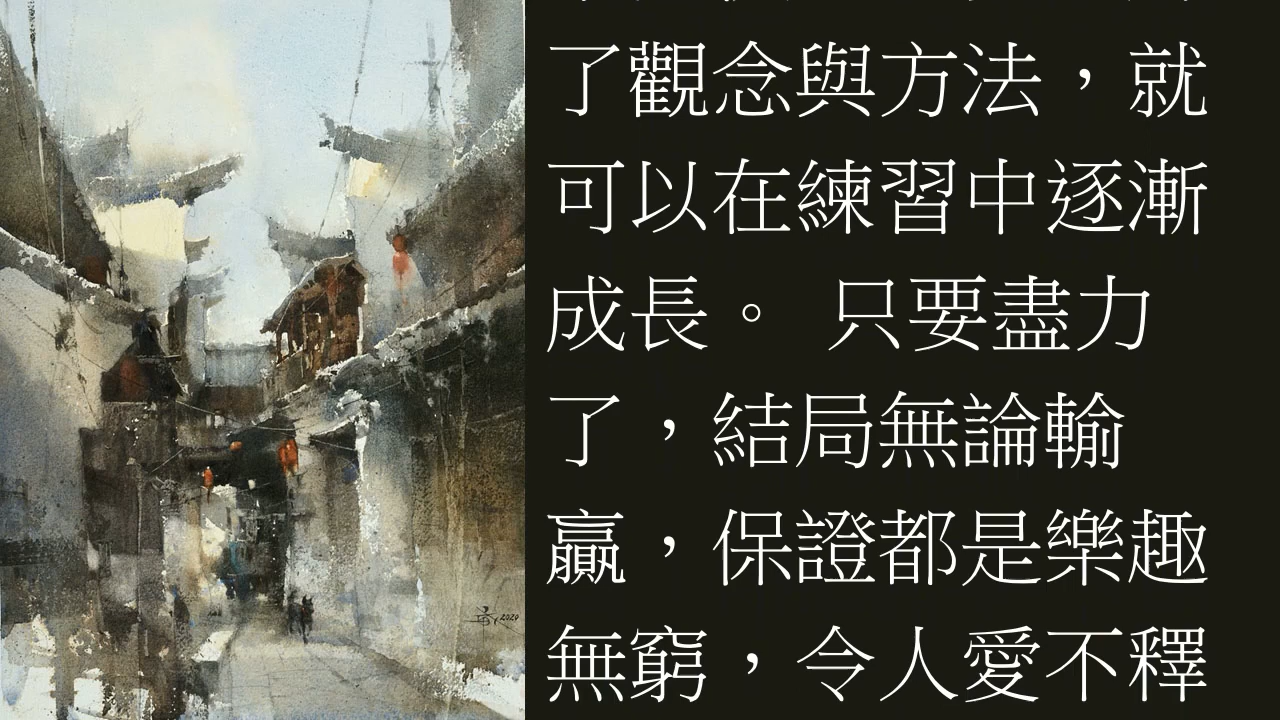 了觀念與方法，就
可以在練習中逐漸
成長。 只要盡力
了，結局無論輸
贏，保證都是樂趣
無窮，令人愛不釋
2020